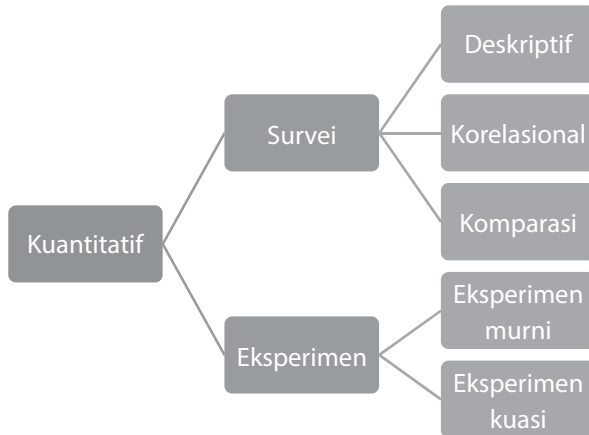 Kuantitatif
Survei
Deskriptif
Korelasional
Komparasi
Eksperimen
Eksperimen
murni
Eksperimen
kuasi